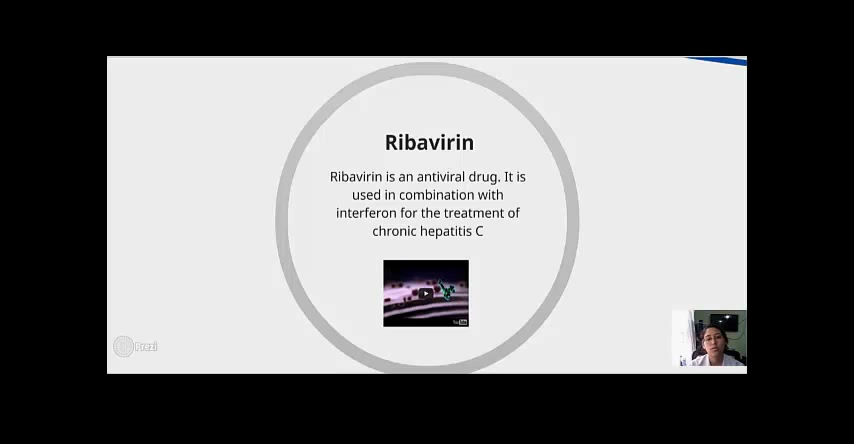 Ribavirin
Ribavirin is an antiviral drug. It is
used in combination with
interferon for the treatment of
chronic hepatitis C
YouTube
Prezi